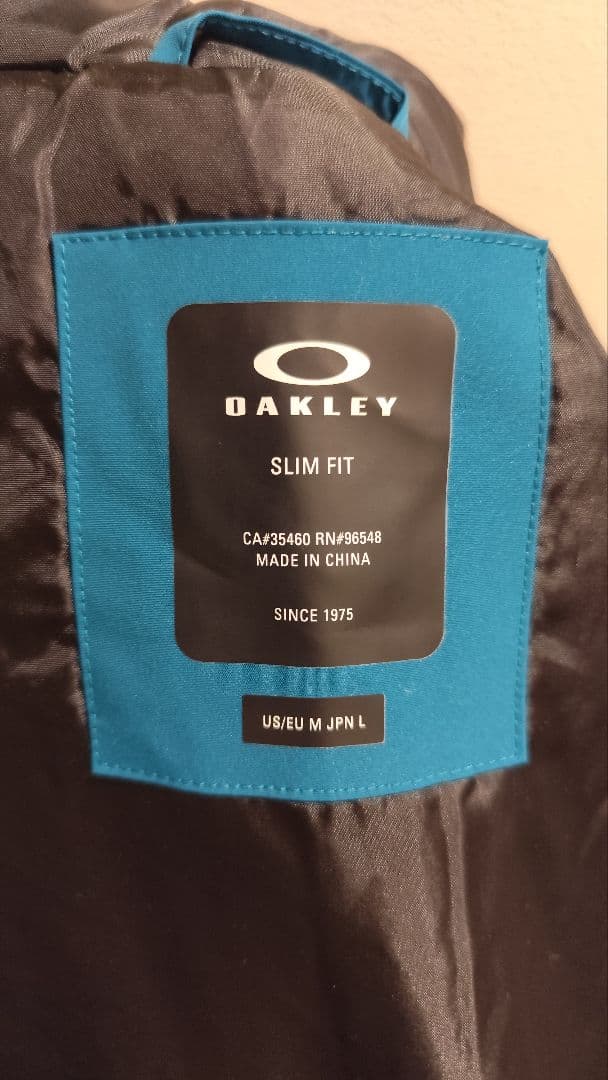 OAKLEY
SLIM FIT
CA#35460 RN#96548
MADE IN CHINA
SINCE 1975
US/EU M JPN L